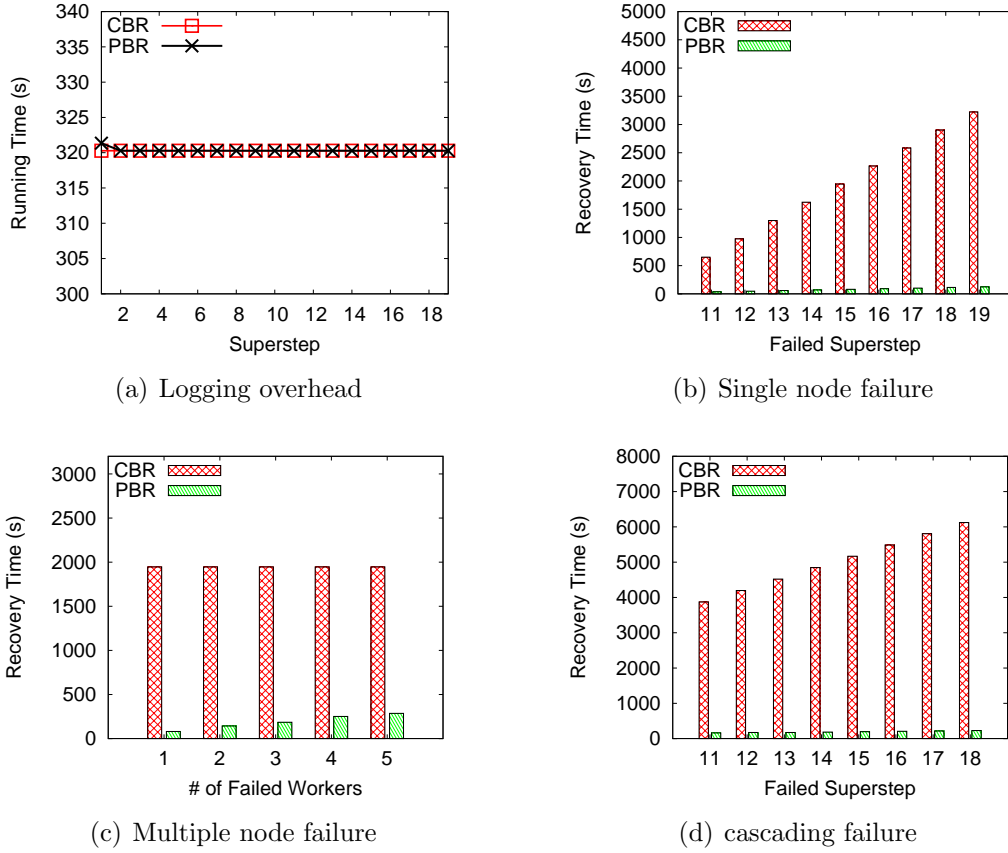 340
335
330
325
320
315
310
305
300
Running Time (s)
CBR
PBR
2 4 6 8 10 12 14 16 18
Superstep
(a) Logging overhead
5000
4500
4000
3500
3000
2500
2000
1500
1000
500
0
Recovery Time (s)
CBR
PBR
11 12 13 14 15 16 17 18 19
Failed Superstep
(b) Single node failure
3000
2500
2000
1500
1000
500
0
Recovery Time (s)
CBR
PBR
1 2 3 4 5
# of Failed Workers
(c) Multiple node failure
8000
7000
6000
5000
4000
3000
2000
1000
0
Recovery Time (s)
CBR
PBR
11 12 13 14 15 16 17 18
Failed Superstep
(d) cascading failure